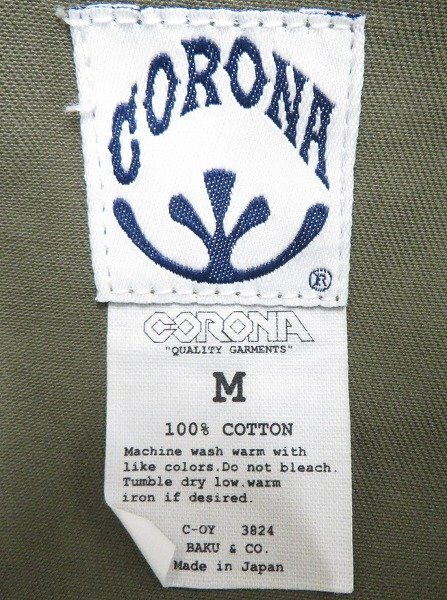 CORONA
®
CORONA
"QUALITY GARMENTS"
M
100% COTTON
Machine wash warm with
like colors.Do not bleach.
Tumble dry low.warm
iron if desired.
C-OY 3824
BAKU & CO.
Made in Japan